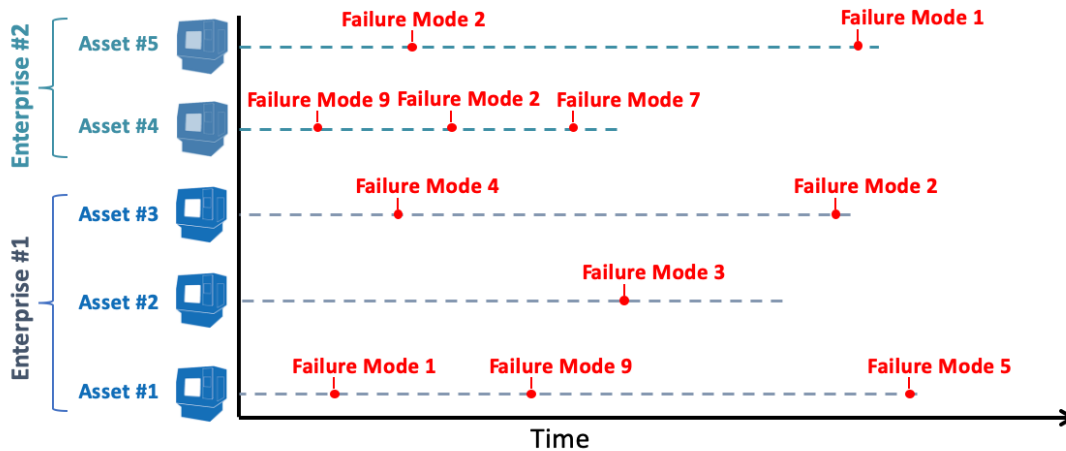 Enterprise #2
Asset #5
Failure Mode 2
Failure Mode 1
Asset #4
Failure Mode 9
Failure Mode 2
Failure Mode 7
Enterprise #1
Asset #3
Failure Mode 4
Failure Mode 2
Asset #2
Failure Mode 3
Asset #1
Failure Mode 1
Failure Mode 9
Failure Mode 5
Time